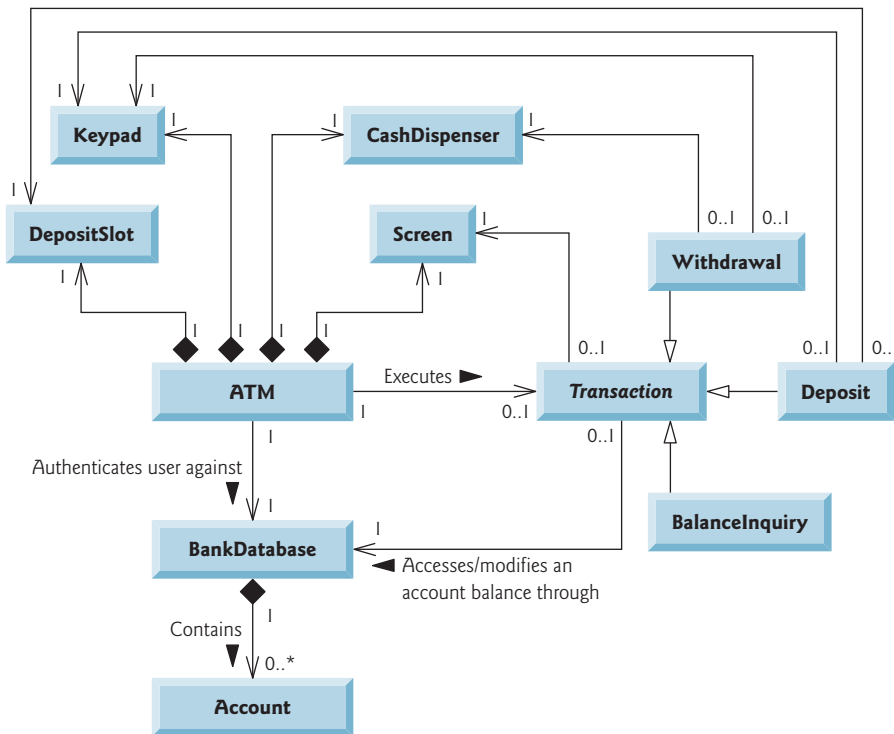 1 1 1 1 1
Keypad
CashDispenser
1
0..1 0..1
DepositSlot
1
Screen
1
Withdrawal
1 1
1 1 1 1
0..1
0..1 0..
ATM
Executes
1
0..1
Transaction
Deposit
0..1
1
Authenticates user against
1
1
BankDatabase
BalanceInquiry
Accesses/modifies an
account balance through
1
Contains
0..*
Account